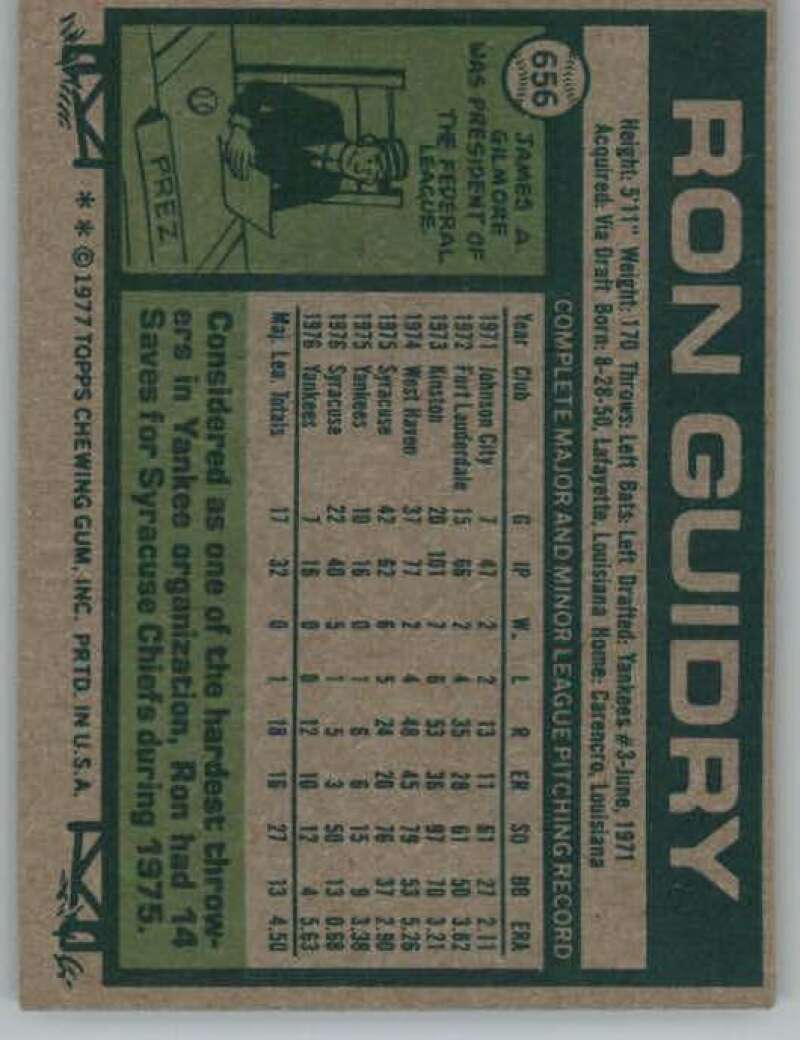 RON GUIDRY
656
Height: 5'11" Weight: 170 Throws: Left Bats: Left Drafted: Yankees #3-June, 1971
Acquired: Via Draft Born: 8-28-50, Lafayette, Louisiana Home: Carencro, Louisiana
COMPLETE MAJOR AND MINOR LEAGUE PITCHING RECORD
JAMES A
GILMORE
WAS PRESIDENT OF
THE FEDERAL
LEAGUE
PREZ
Year Club G IP W. L R ER SO BB ERA
1971 Johnson City 7 47 2 2 13 11 61 27 2.11
1972 Fort Lauderdale 15 66 2 4 35 28 61 50 3.82
1973 Kinston 20 101 7 6 53 36 97 70 3.21
1974 West Haven 37 77 2 4 48 45 79 53 5.26
1975 Syracuse 42 62 6 5 24 20 76 37 2.90
1975 Yankees 10 16 0 1 6 6 15 9 3.38
1976 Syracuse 22 40 5 1 5 3 50 13 0.68
1976 Yankees 7 16 0 0 12 10 12 4 5.63
Maj. Lea. Totals 17 32 0 1 18 16 27 13 4.50
Considered as one of the hardest throw-
ers in Yankee organization, Ron had 14
Saves for Syracuse Chiefs during 1975.
* * © 1977 TOPPS CHEWING GUM, INC. PRTD. IN U.S.A.